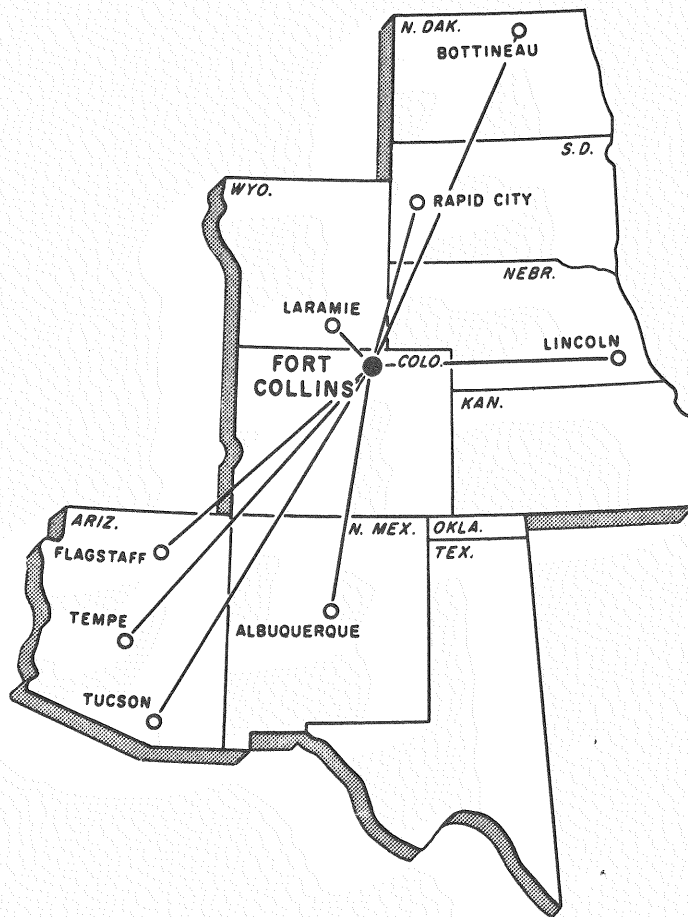 N. DAK.
BOTTINEAU
S.D.
WYO.
RAPID CITY
NEBR.
LARAMIE
LINCOLN
FORT
COLLINS
COLO.
KAN.
ARIZ.
N. MEX.
OKLA.
TEX.
FLAGSTAFF
TEMPE
ALBUQUERQUE
TUCSON